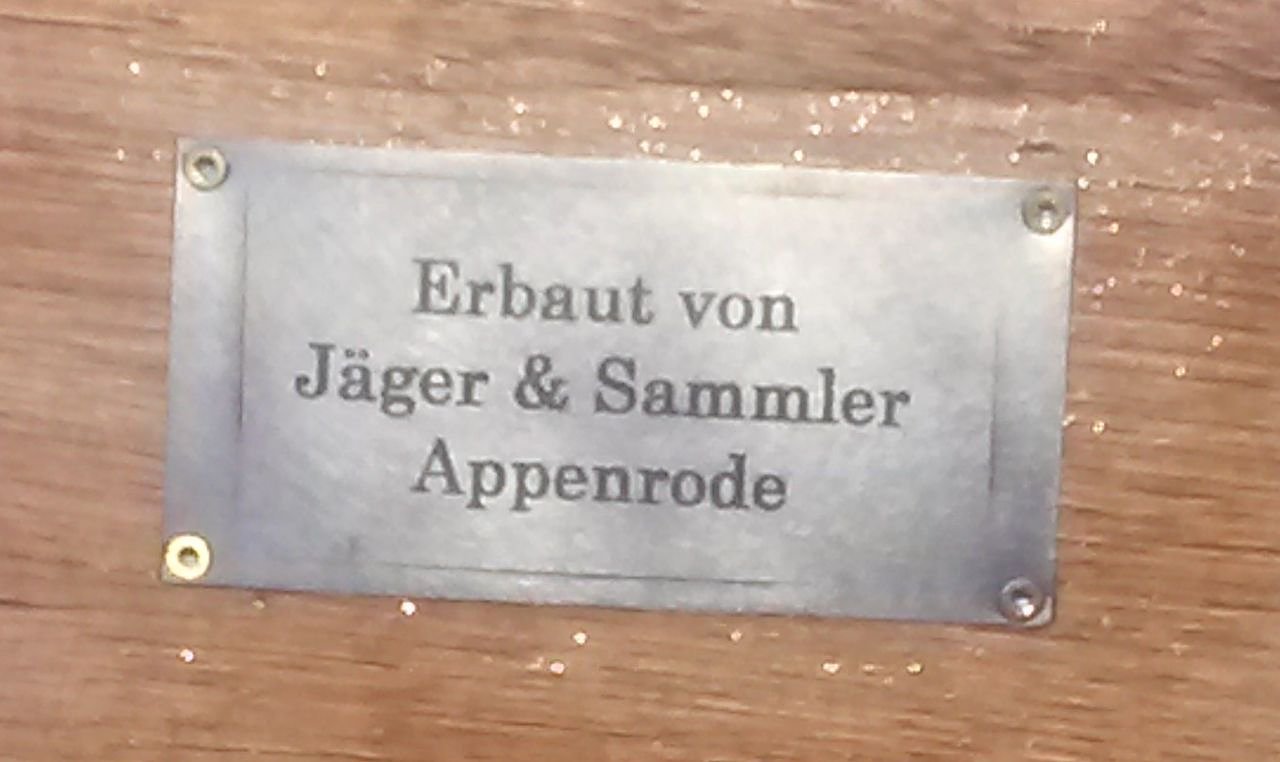 Erbaut von
Jäger & Sammler
Appenrode